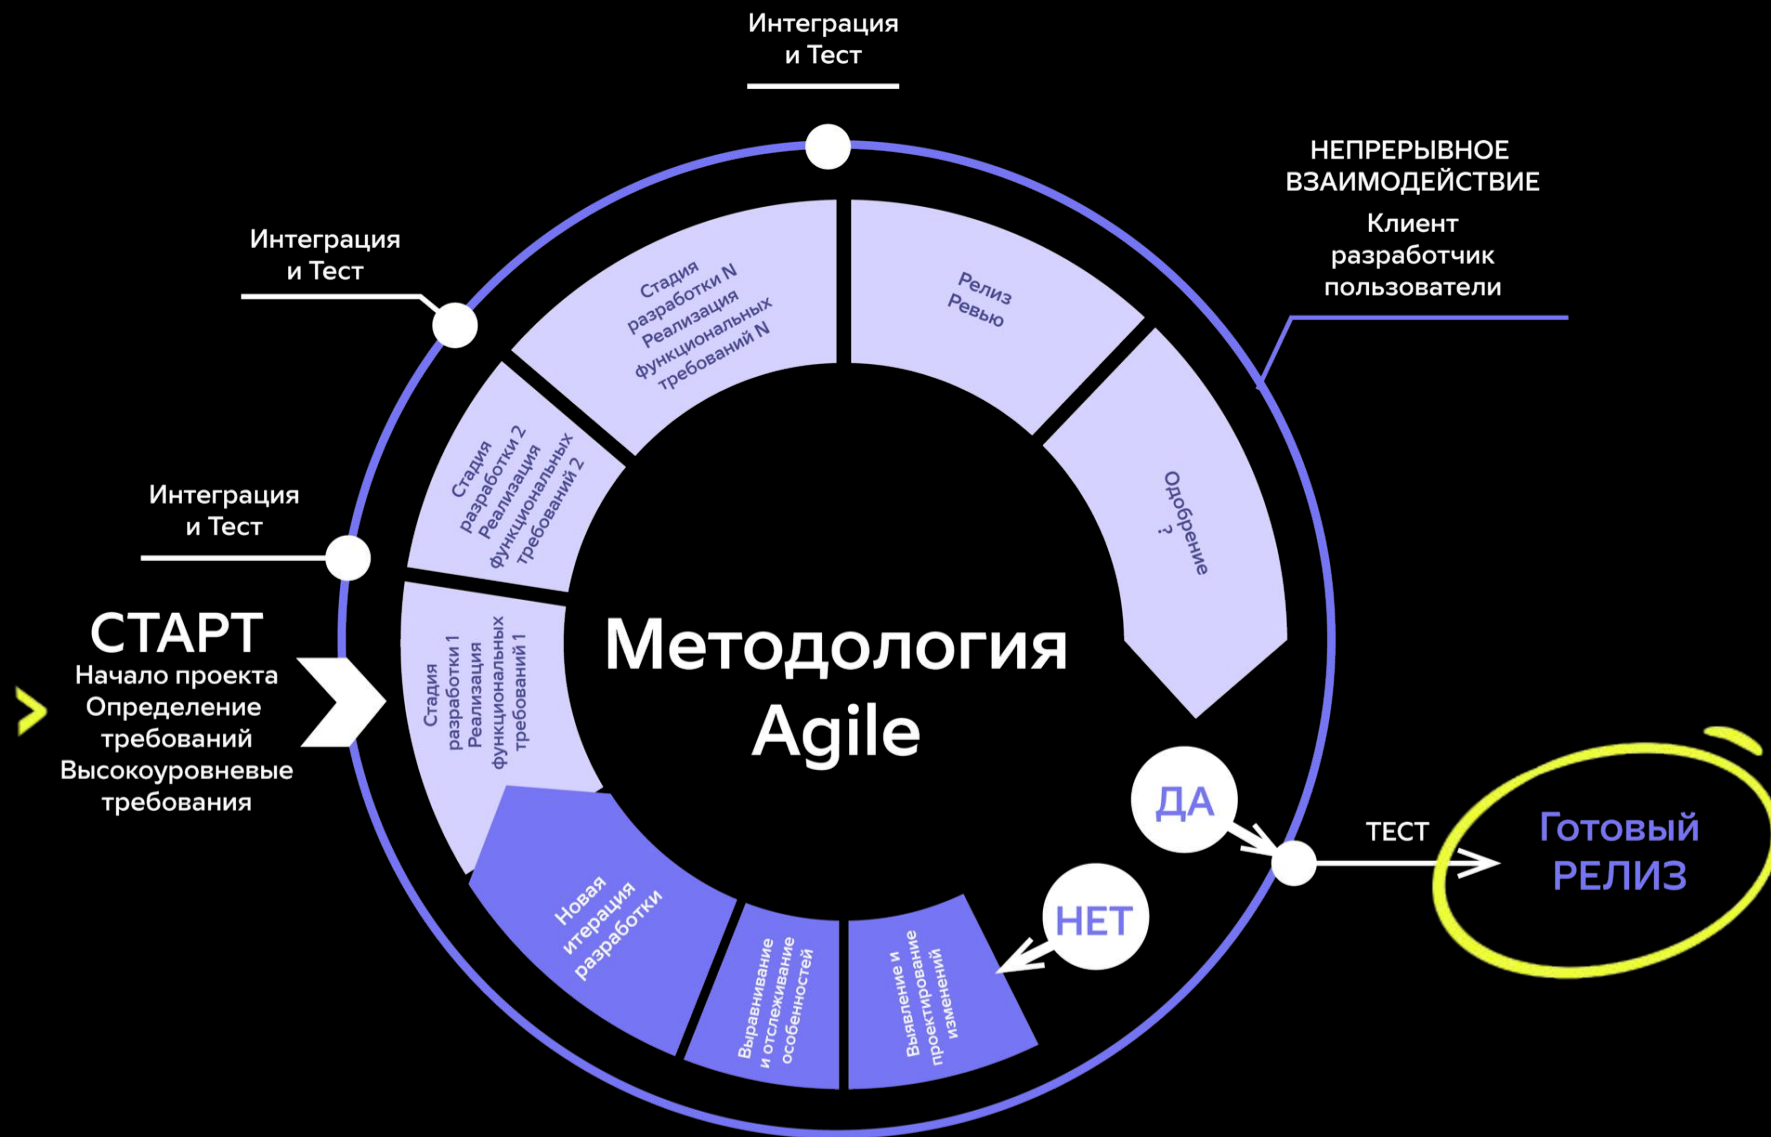 Интеграция
и Тест
НЕПРЕРЫВНОЕ
ВЗАИМОДЕЙСТВИЕ
Клиент
разработчик
пользователи
Интеграция
и Тест
Стадия
разработки N
Реализация
функциональных
требований N
Релиз
Ревью
Стадия
разработки 2
Реализация
функциональных
требований 2
Одобрение
?
Интеграция
и Тест
СТАРТ
Начало проекта
Определение
требований
Высокоуровневые
требования
Стадия
разработки 1
Реализация
функциональных
требований 1
Методология
Agile
ДА
ТЕСТ
Готовый
РЕЛИЗ
НЕТ
Новая
итерация
разработки
Выравнивание
и отслеживание
особенностей
Выявление и
проектирование
изменений